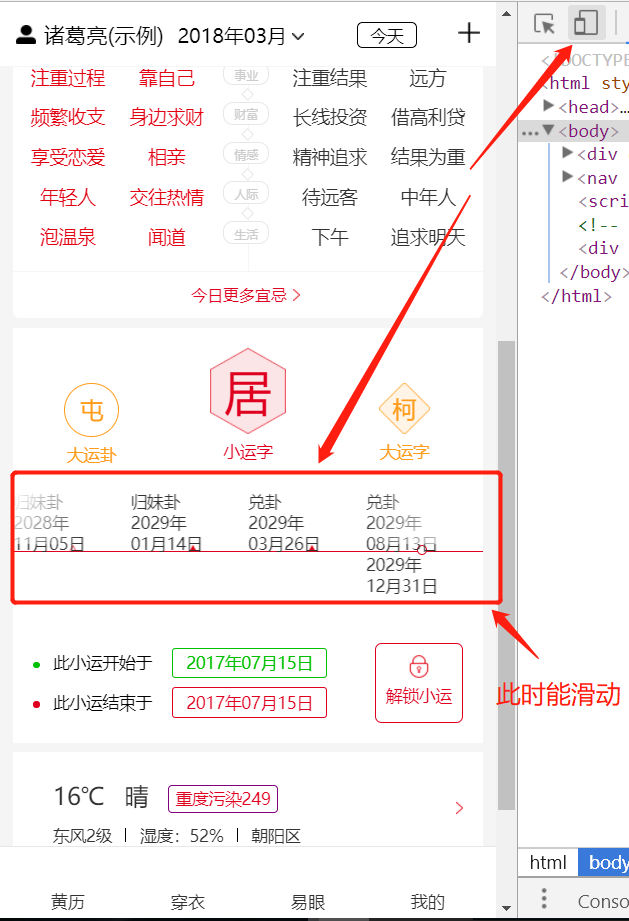 诸葛亮(示例) 2018年03月 今天
注重过程 靠自己 事业 注重结果 远方
频繁收支 身边求财 财富 长线投资 借高利贷
享受恋爱 相亲 情感 精神追求 结果为重
年轻人 交往热情 人际 待远客 中年人
泡温泉 闻道 生活 下午 追求明天
今日更多宜忌
屯 居 柯
大运卦 小运字 大运字
归妹卦 归妹卦 兑卦 兑卦
2028年 2029年 2029年 2029年
11月05日 01月14日 03月26日 08月13日
2029年
12月31日
此小运开始于 2017年07月15日
此小运结束于 2017年07月15日
解锁小运
此时能滑动
16℃ 晴 重度污染249
东风2级 湿度：52% 朝阳区
黄历 穿衣 易眼 我的
<!DOCTYPE
<html sty
<head>…
<body>
<div
<nav
<scri
<!--
<div
</body>
</html>
html body
Conso